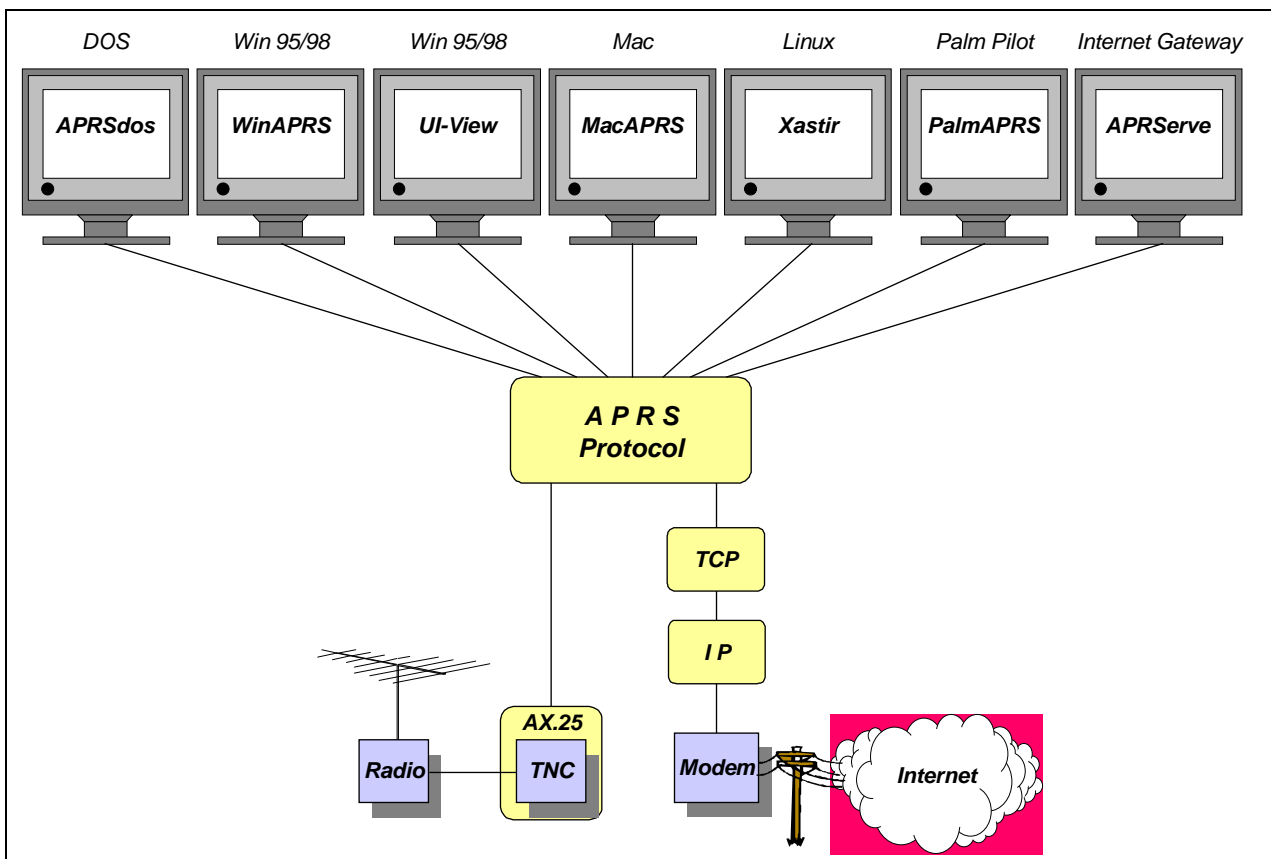 DOS
Win 95/98
Win 95/98
Mac
Linux
Palm Pilot
Internet Gateway
APRSdos
WinAPRS
UI-View
MacAPRS
Xastir
PalmAPRS
APRServe
A P R S
Protocol
TCP
I P
AX.25
Radio
TNC
Modem
Internet